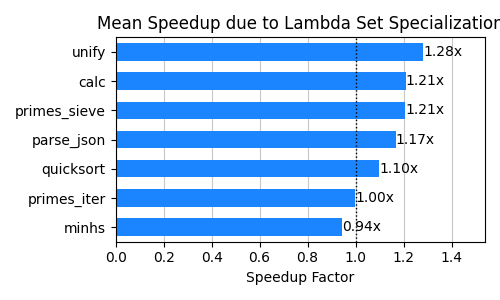 Mean Speedup due to Lambda Set Specialization
unify 1.28x
calc 1.21x
primes_sieve 1.21x
parse_json 1.17x
quicksort 1.10x
primes_iter 1.00x
minhs 0.94x
0.0 0.2 0.4 0.6 0.8 1.0 1.2 1.4
Speedup Factor